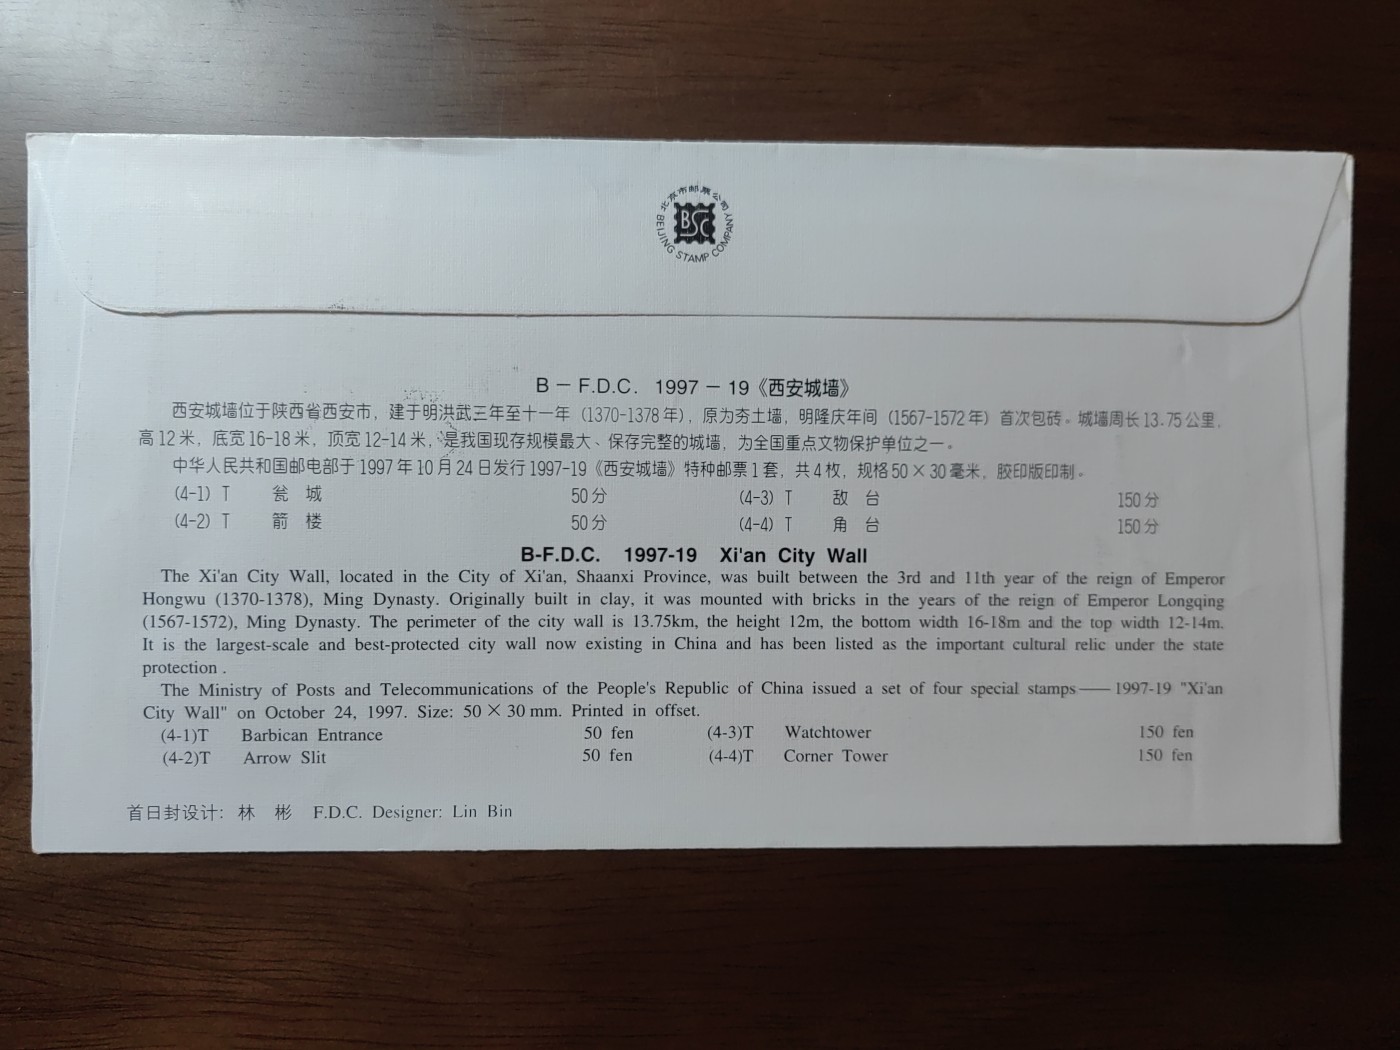 北京市邮票公司
BSC
BEIJING STAMP COMPANY
B－F.D.C. 1997－19《西安城墙》
西安城墙位于陕西省西安市，建于明洪武三年至十一年（1370-1378年），原为夯土墙，明隆庆年间（1567-1572年）首次包砖。城墙周长13.75公里，
高12米，底宽16-18米，顶宽12-14米，是我国现存规模最大、保存完整的城墙，为全国重点文物保护单位之一。
中华人民共和国邮电部于1997年10月24日发行1997-19《西安城墙》特种邮票1套，共4枚，规格50×30毫米，胶印版印制。
(4-1) T 瓮 城 50分 (4-3) T 敌 台 150分
(4-2) T 箭 楼 50分 (4-4) T 角 台 150分
B-F.D.C. 1997-19 Xi'an City Wall
The Xi'an City Wall, located in the City of Xi'an, Shaanxi Province, was built between the 3rd and 11th year of the reign of Emperor
Hongwu (1370-1378), Ming Dynasty. Originally built in clay, it was mounted with bricks in the years of the reign of Emperor Longqing
(1567-1572), Ming Dynasty. The perimeter of the city wall is 13.75km, the height 12m, the bottom width 16-18m and the top width 12-14m.
It is the largest-scale and best-protected city wall now existing in China and has been listed as the important cultural relic under the state
protection .
The Ministry of Posts and Telecommunications of the People's Republic of China issued a set of four special stamps——1997-19 "Xi'an
City Wall" on October 24, 1997. Size: 50×30 mm. Printed in offset.
(4-1)T Barbican Entrance 50 fen (4-3)T Watchtower 150 fen
(4-2)T Arrow Slit 50 fen (4-4)T Corner Tower 150 fen
首日封设计：林 彬 F.D.C. Designer: Lin Bin